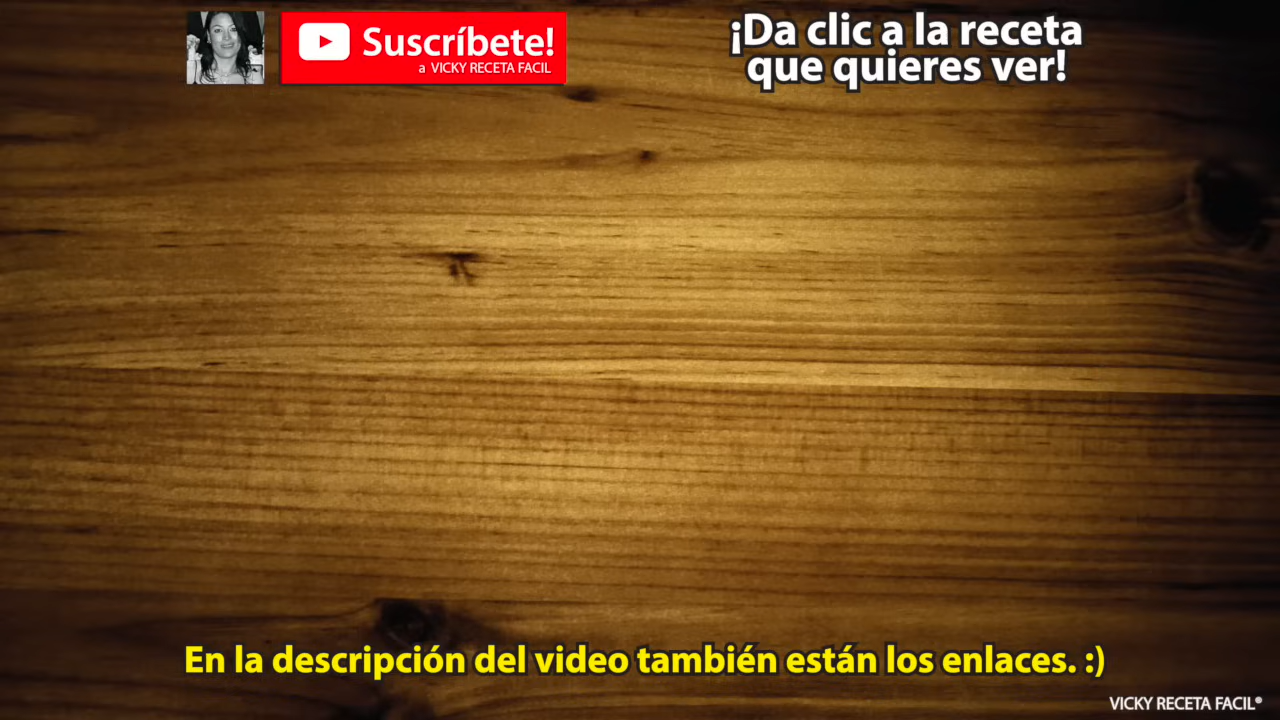 Suscríbete!
a VICKY RECETA FACIL
¡Da clic a la receta
que quieres ver!
En la descripción del video también están los enlaces. :)
VICKY RECETA FACIL®